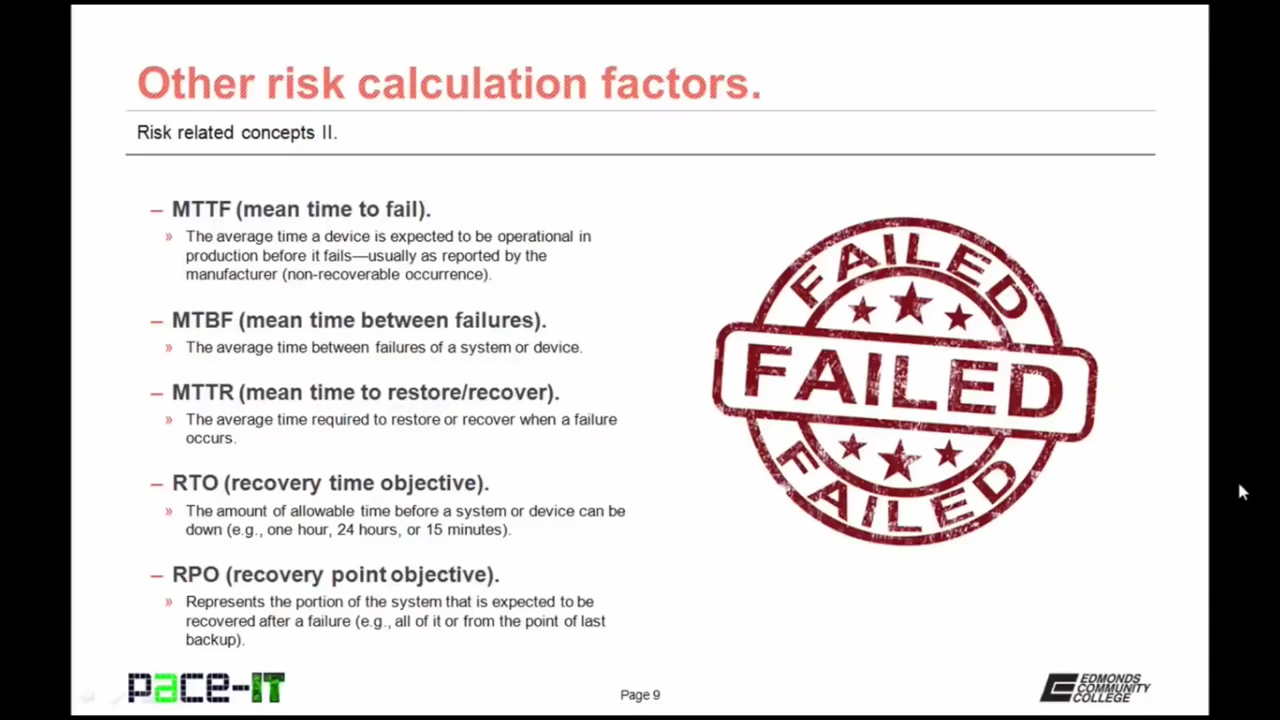 Other risk calculation factors.
Risk related concepts II.
– MTTF (mean time to fail).
» The average time a device is expected to be operational in
production before it fails—usually as reported by the
manufacturer (non-recoverable occurrence).
– MTBF (mean time between failures).
» The average time between failures of a system or device.
– MTTR (mean time to restore/recover).
» The average time required to restore or recover when a failure
occurs.
– RTO (recovery time objective).
» The amount of allowable time before a system or device can be
down (e.g., one hour, 24 hours, or 15 minutes).
– RPO (recovery point objective).
» Represents the portion of the system that is expected to be
recovered after a failure (e.g., all of it or from the point of last
backup).
FAILED
FAILED
FAILED
pace-IT
Page 9
EDMONDS
COMMUNITY
COLLEGE